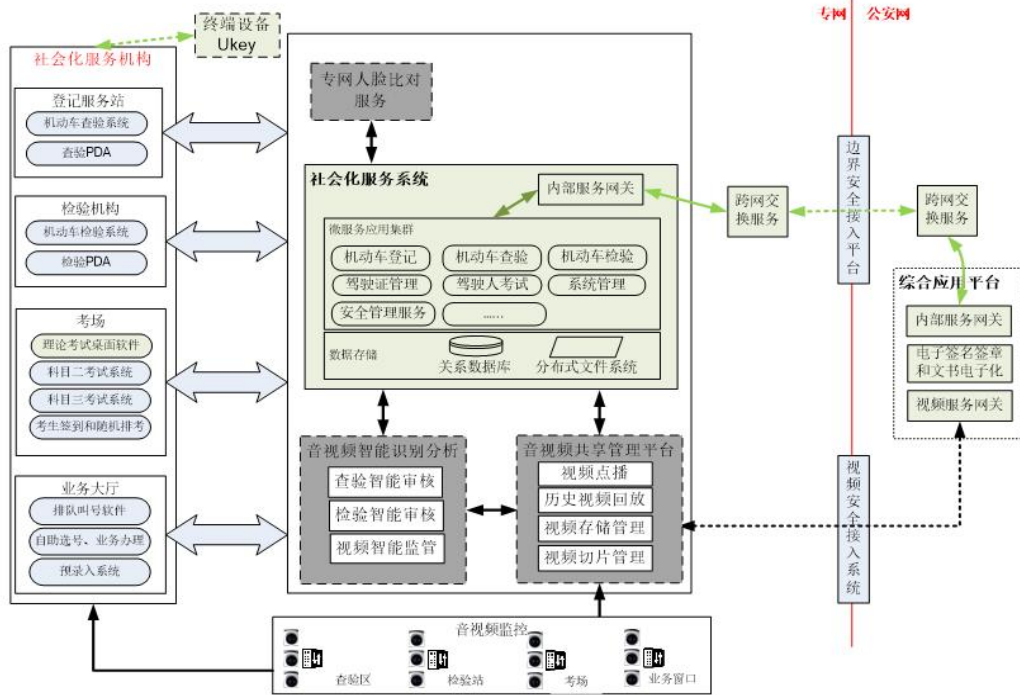 专网
公安网
终端设备
Ukey
社会化服务机构
登记服务站
机动车查验系统
查验PDA
检验机构
机动车检验系统
检验PDA
考场
理论考试桌面软件
科目二考试系统
科目三考试系统
考生签到和随机排考
业务大厅
排队叫号软件
自助选号、业务办理
预录入系统
专网人脸比对
服务
社会化服务系统
内部服务网关
微服务应用集群
机动车登记
机动车查验
机动车检验
驾驶证管理
驾驶人考试
系统管理
安全管理服务
……
数据存储
关系数据库
分布式文件系统
音视频智能识别分析
查验智能审核
检验智能审核
视频智能监管
音视频共享管理平台
视频点播
历史视频回放
视频存储管理
视频切片管理
跨网交
换服务
边界安全接入平台
跨网交
换服务
综合应用平台
内部服务网关
电子签名签章
和文书电子化
视频服务网关
视频安全接入系统
音视频监控
查验区
检验站
考场
业务窗口